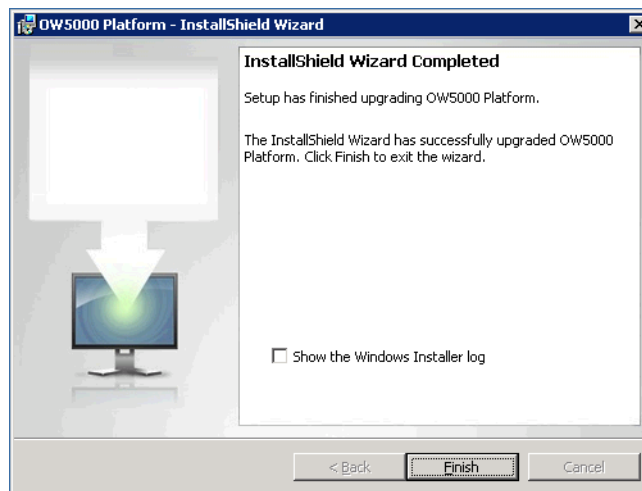 OW5000 Platform - InstallShield Wizard
InstallShield Wizard Completed
Setup has finished upgrading OW5000 Platform.
The InstallShield Wizard has successfully upgraded OW5000
Platform. Click Finish to exit the wizard.
Show the Windows Installer log
< Back
Finish
Cancel